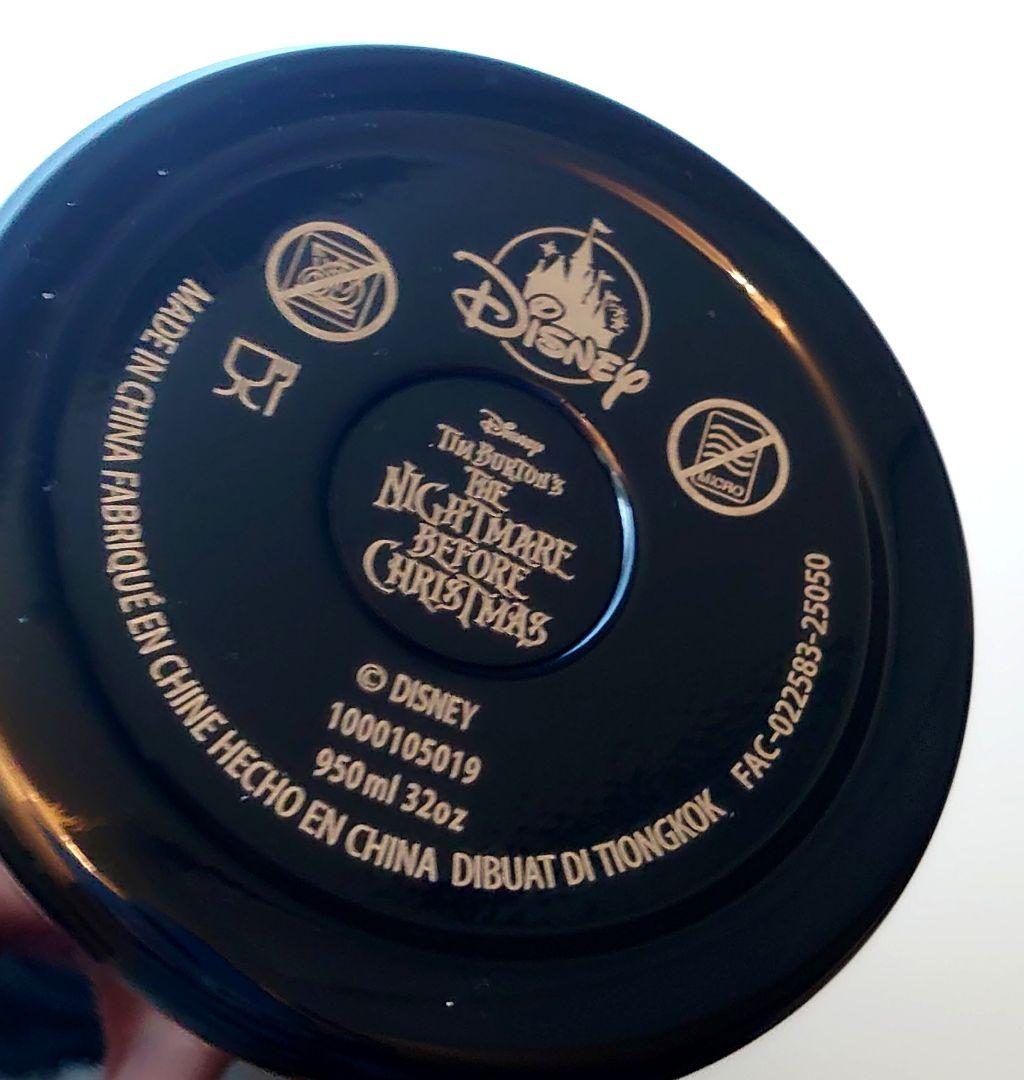 DISNEY
MICRO
Disney
TIM BURTON'S
THE
NIGHTMARE
BEFORE
CHRISTMAS
© DISNEY
1000105019
950ml 32oz
MADE IN CHINA FABRIQUÉ EN CHINE HECHO EN CHINA DIBUAT DI TIONGKOK FAC-022583-25050